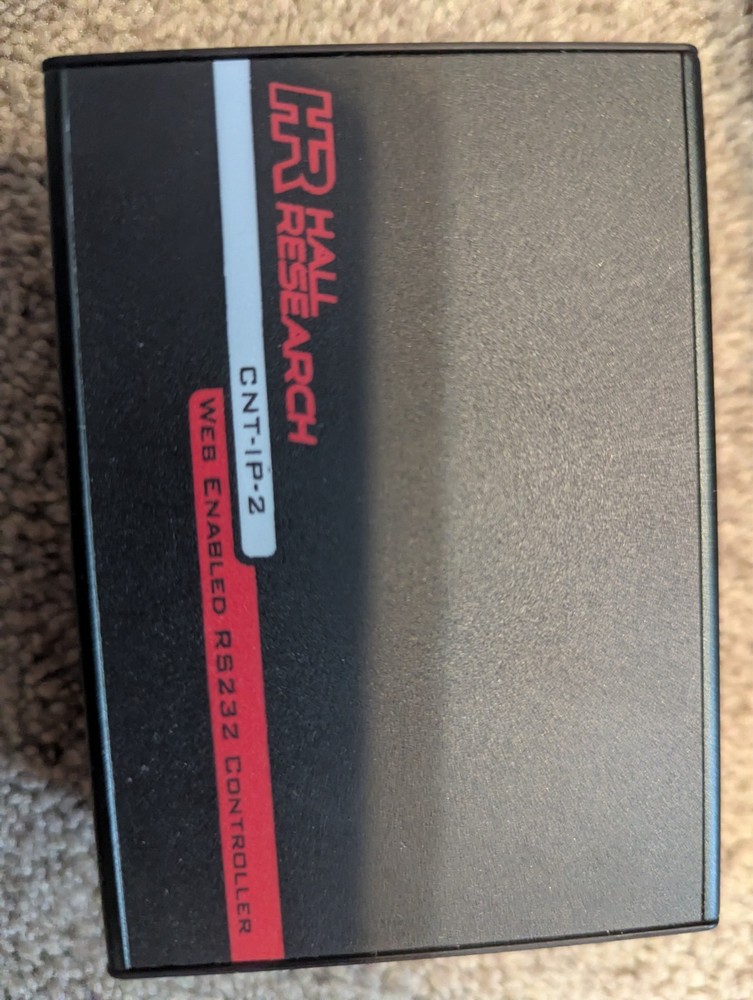 HR
HALL
RESEARCH
CNT-IP-2
WEB ENABLED RS232 CONTROLLER